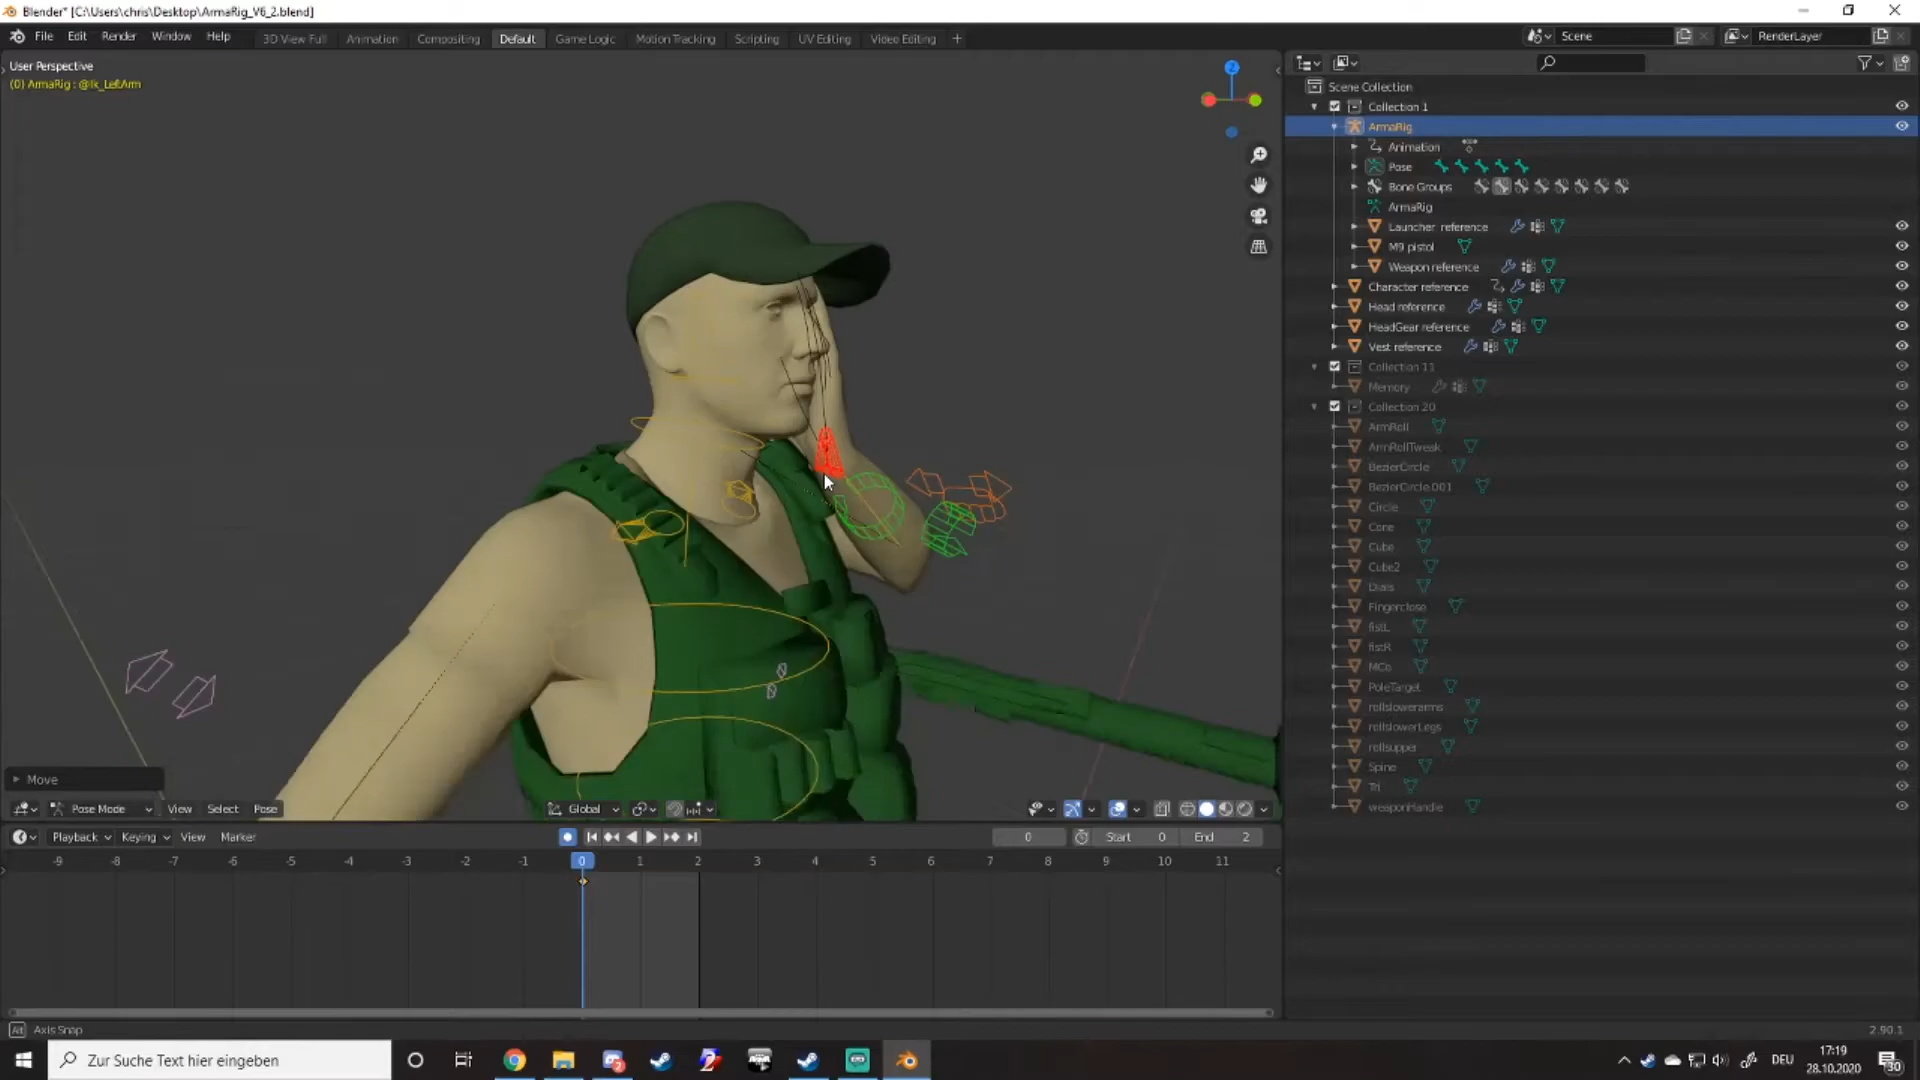 Blender* [C:\Users\chris\Desktop\ArmaRig_V6_2.blend]
File Edit Render Window Help 3D View Full Animation Compositing Default Game Logic Motion Tracking Scripting UV Editing Video Editing + Scene RenderLayer
User Perspective
(0) ArmaRig : @Ik_LeftArm
Scene Collection
Collection 1
ArmaRig
Animation
Pose
Bone Groups
ArmaRig
Launcher reference
M9 pistol
Weapon reference
Character reference
Head reference
HeadGear reference
Vest reference
Collection 11
Memory
Collection 20
ArmRoll
ArmRollTweak
BezierCircle
BezierCircle.001
Circle
Cone
Cube
Cube2
Dials
Fingerclose
fistL
fistR
MCo
PoleTarget
rollslowerarms
rollslowerLegs
rollsupper
Spine
Tri
weaponHandle
Move
Pose Mode View Select Pose Global
Playback Keying View Marker 0 Start 0 End 2
-9 -8 -7 -6 -5 -4 -3 -2 -1 0 1 2 3 4 5 6 7 8 9 10 11
Alt Axis Snap 2.90.1
Zur Suche Text hier eingeben DEU 17:19
28.10.2020
30